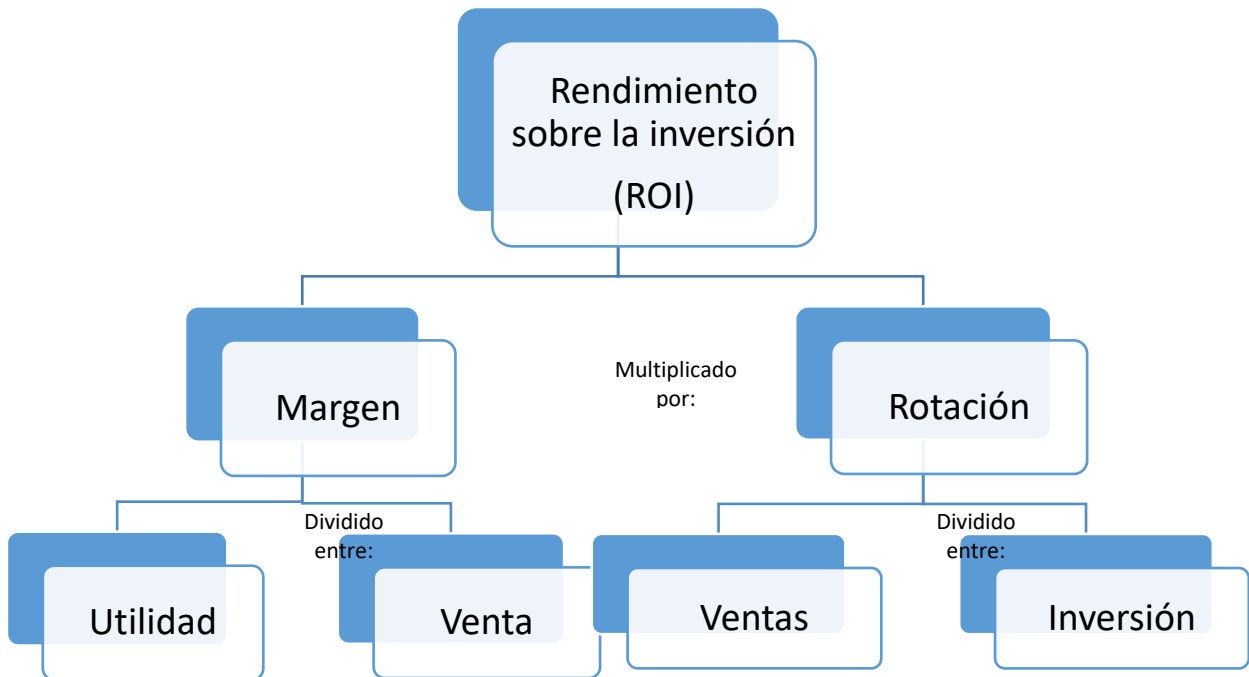 Rendimiento
sobre la inversión
(ROI)
Margen
Multiplicado
por:
Rotación
Dividido
entre:
Dividido
entre:
Utilidad
Venta
Ventas
Inversión